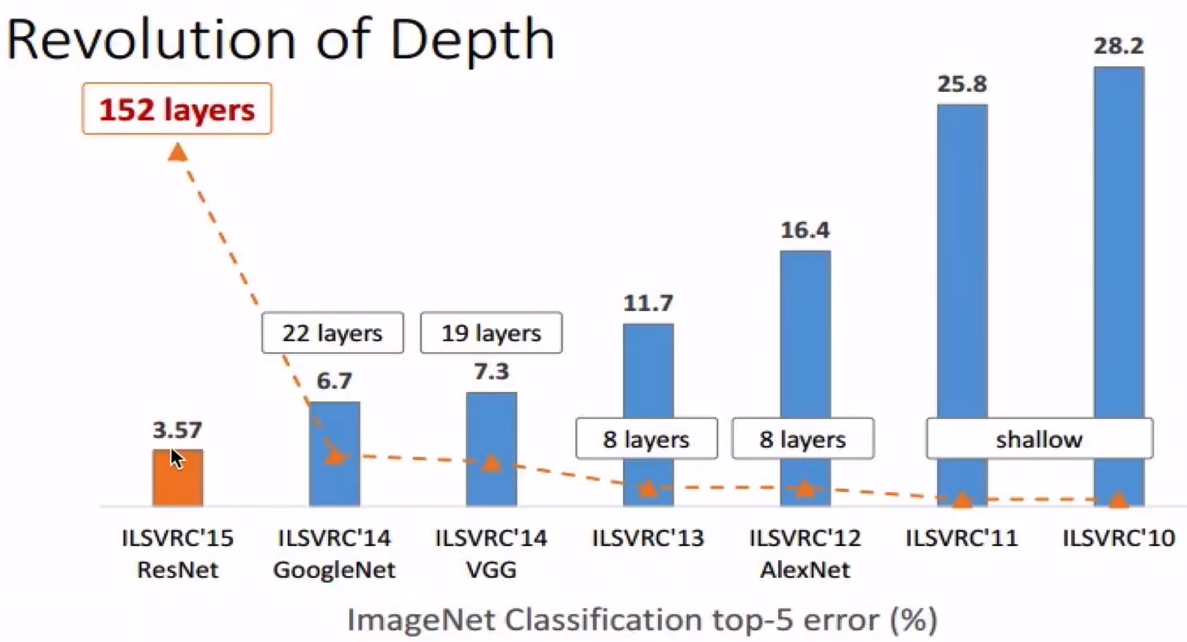 Revolution of Depth
28.2
25.8
152 layers
16.4
11.7
22 layers
19 layers
7.3
6.7
3.57
8 layers
8 layers
shallow
ILSVRC'15
ResNet
ILSVRC'14
GoogleNet
ILSVRC'14
VGG
ILSVRC'13
ILSVRC'12
AlexNet
ILSVRC'11
ILSVRC'10
ImageNet Classification top-5 error (%)